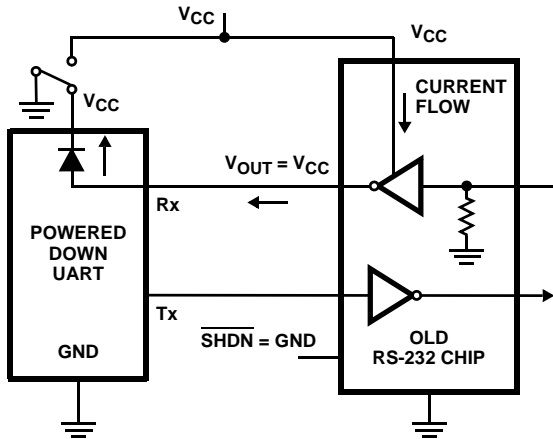 VCC
VCC
VCC
CURRENT
FLOW
VOUT = VCC
Rx
POWERED
DOWN
UART
Tx
GND
SHDN = GND
OLD
RS-232 CHIP